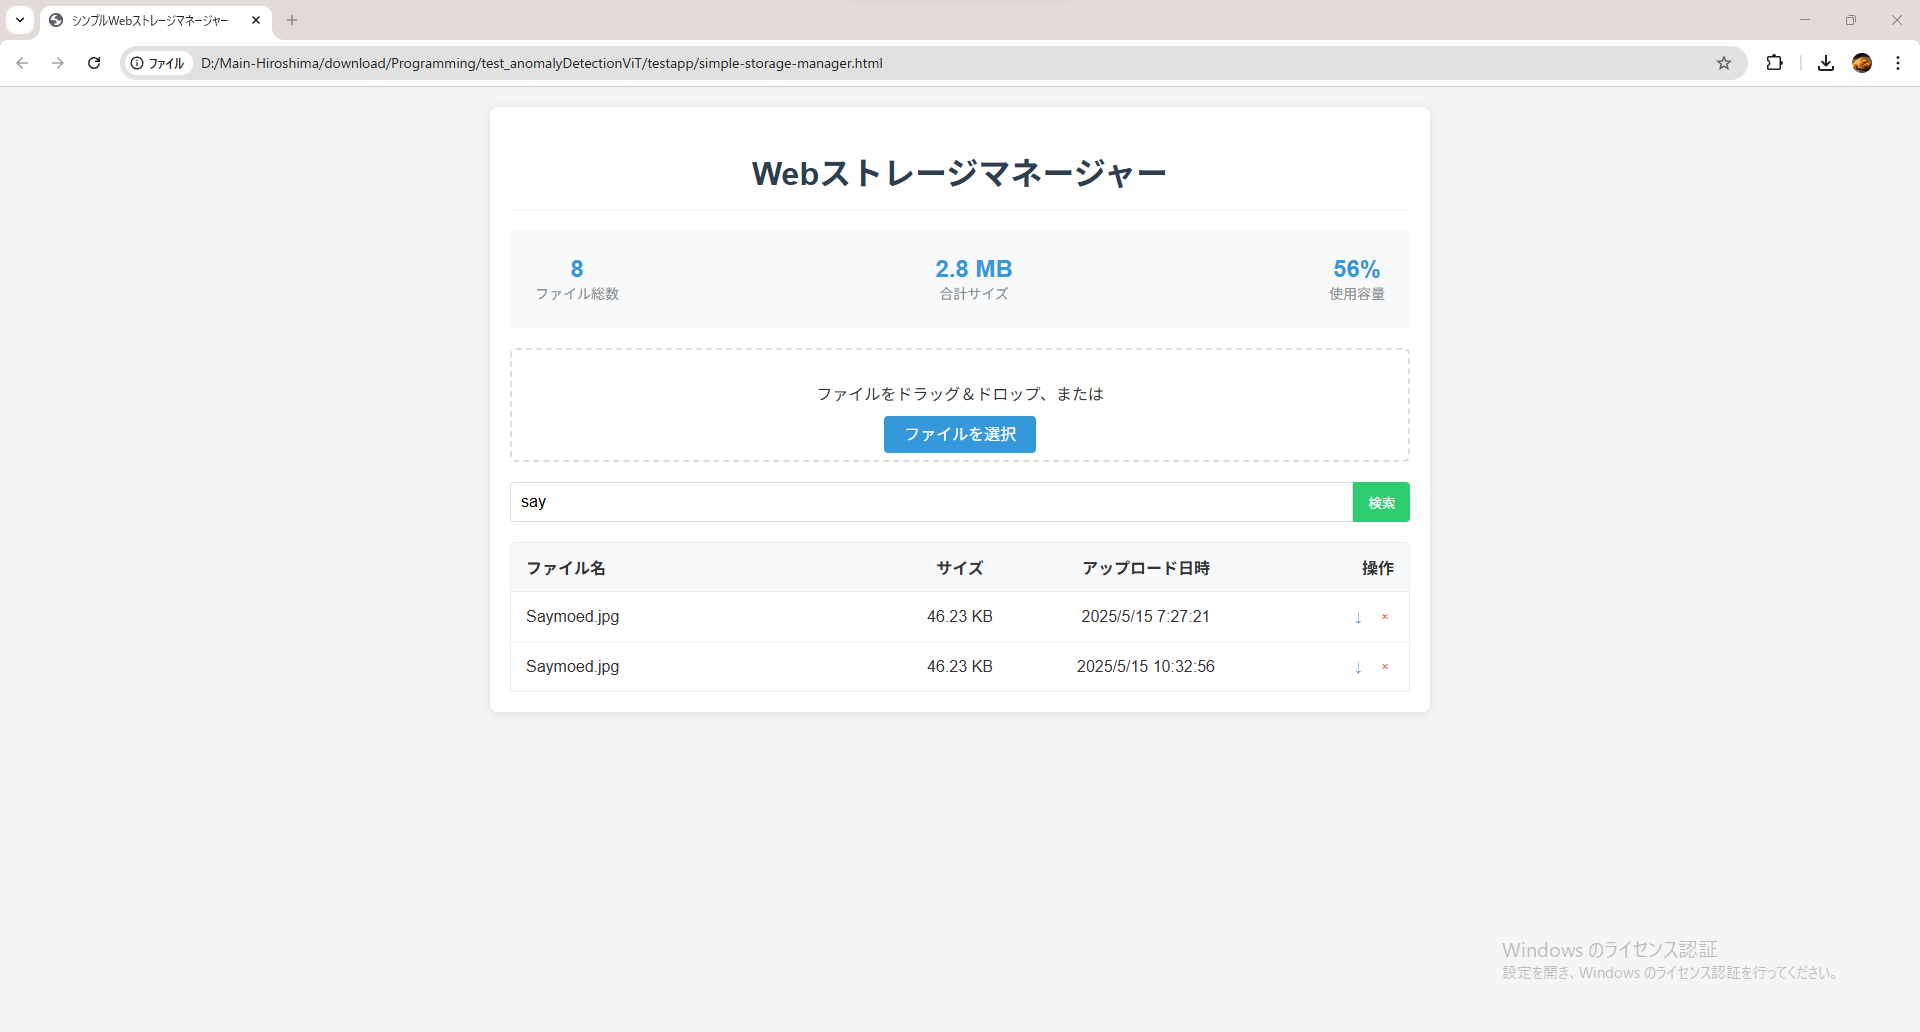 シンプルWebストレージマネージャー
ファイル D:/Main-Hiroshima/download/Programming/test_anomalyDetectionViT/testapp/simple-storage-manager.html
Webストレージマネージャー
8 2.8 MB 56%
ファイル総数 合計サイズ 使用容量
ファイルをドラッグ＆ドロップ、または
ファイルを選択
say 検索
ファイル名 サイズ アップロード日時 操作
Saymoed.jpg 46.23 KB 2025/5/15 7:27:21 ↓ ×
Saymoed.jpg 46.23 KB 2025/5/15 10:32:56 ↓ ×
Windows のライセンス認証
設定を開き、Windows のライセンス認証を行ってください。